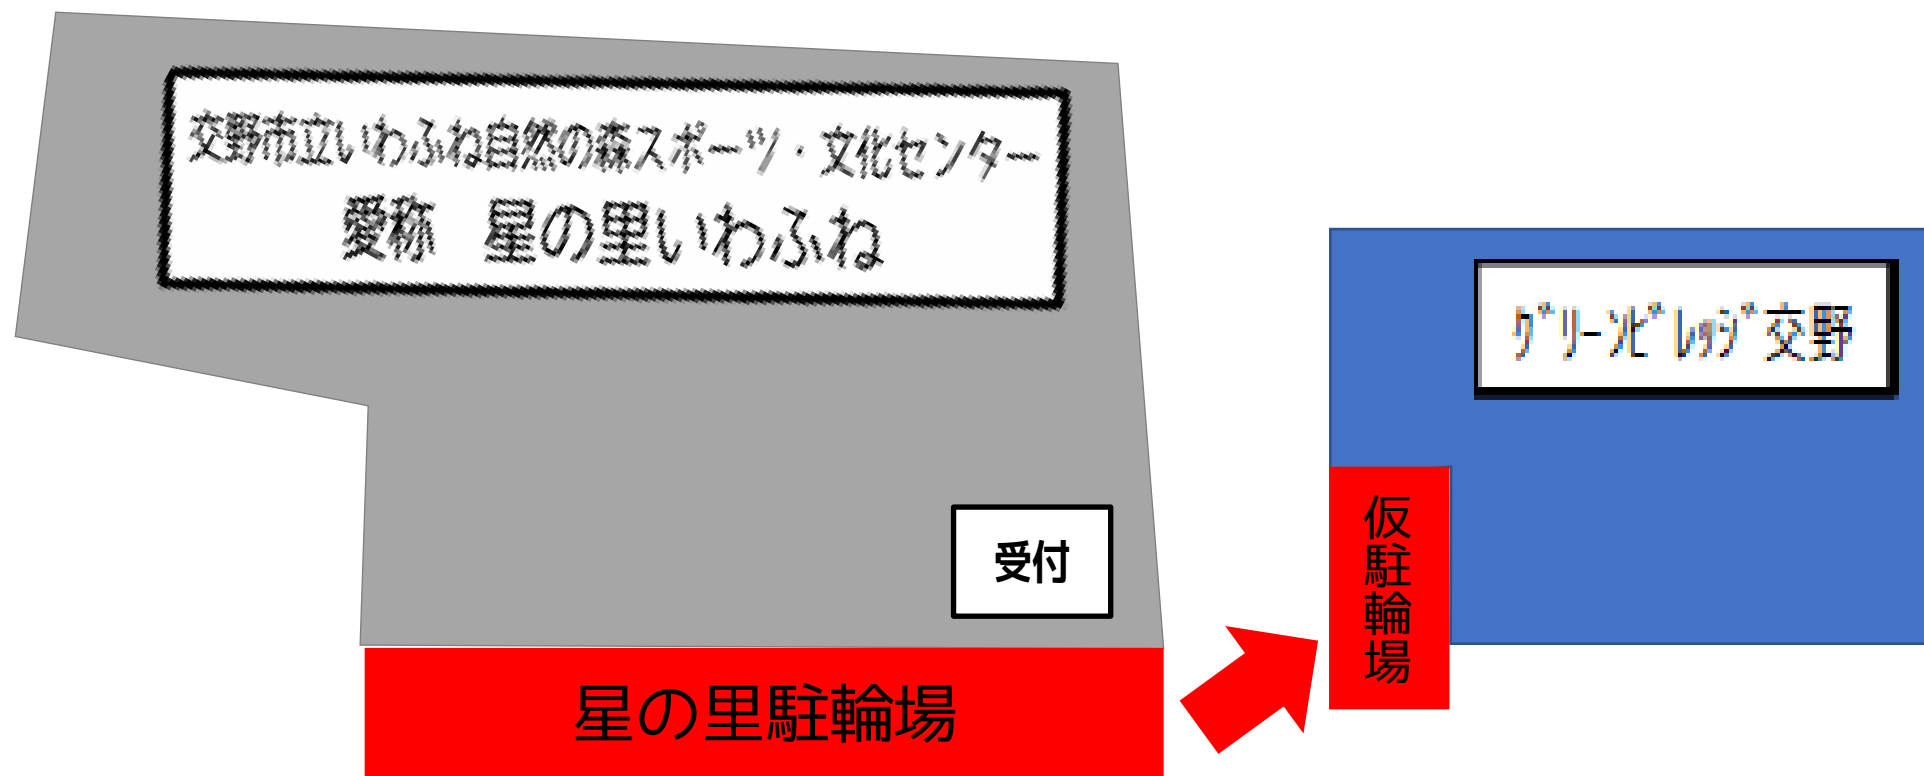 交野市立いわふね自然の森スポーツ・文化センター
愛称　星の里いわふね
ｸﾞﾘｰﾝﾋﾞﾚｯｼﾞ交野
受付
仮駐輪場
星の里駐輪場